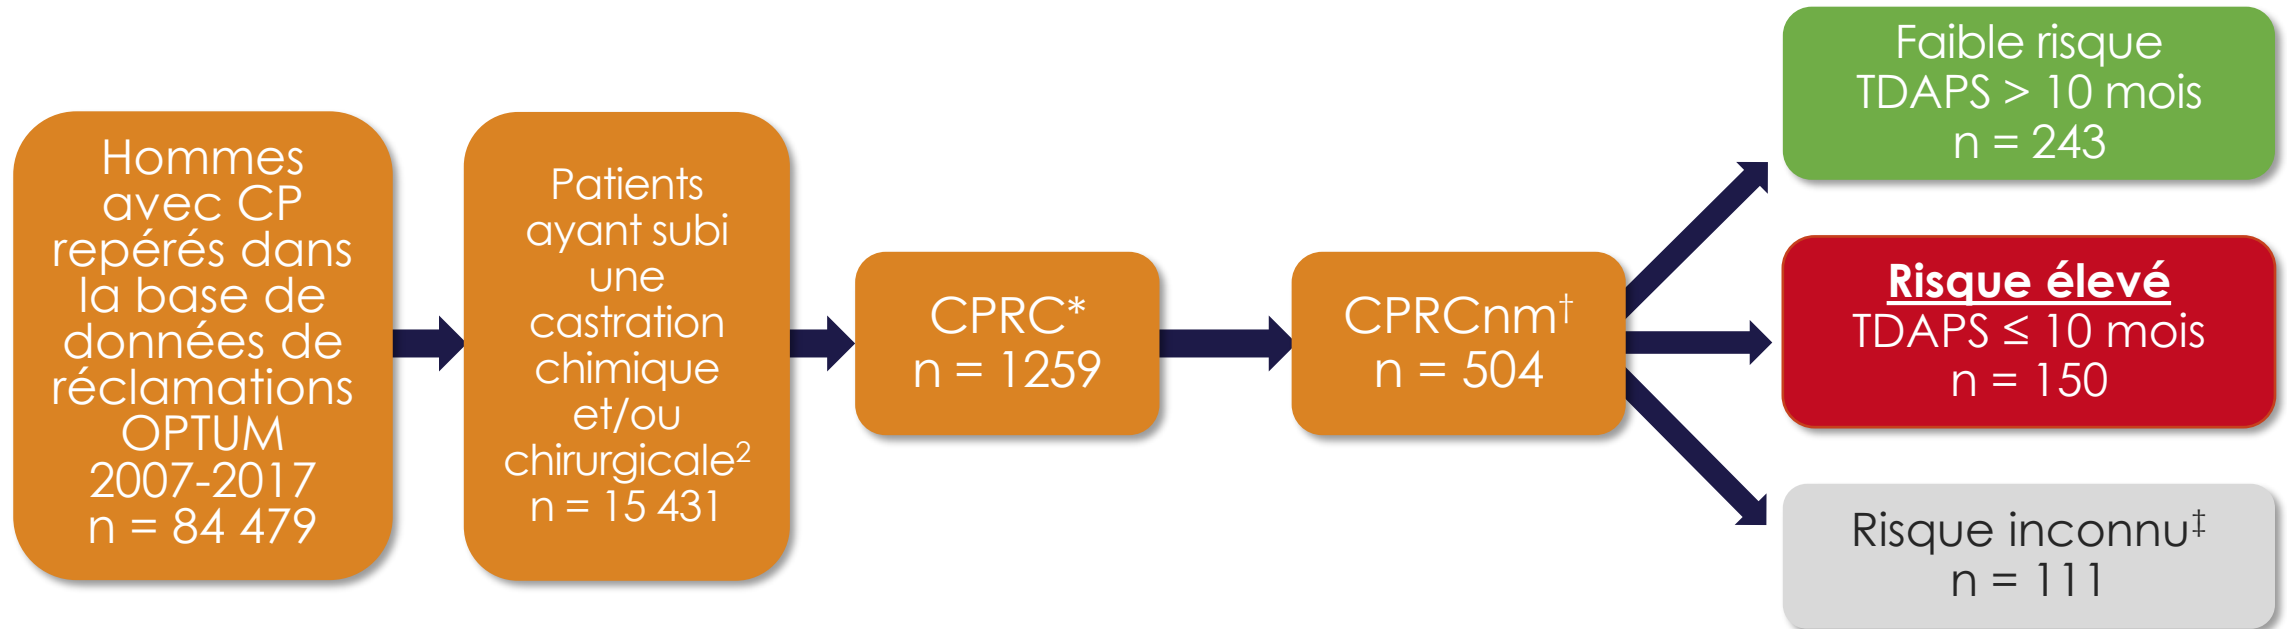 Hommes
avec CP
repérés dans
la base de
données de
réclamations
OPTUM
2007-2017
n = 84 479
Patients
ayant subi
une
castration
chimique
et/ou
chirurgicale²
n = 15 431
CPRC*
n = 1259
CPRCnm†
n = 504
Faible risque
TDAPS > 10 mois
n = 243
Risque élevé
TDAPS ≤ 10 mois
n = 150
Risque inconnu‡
n = 111